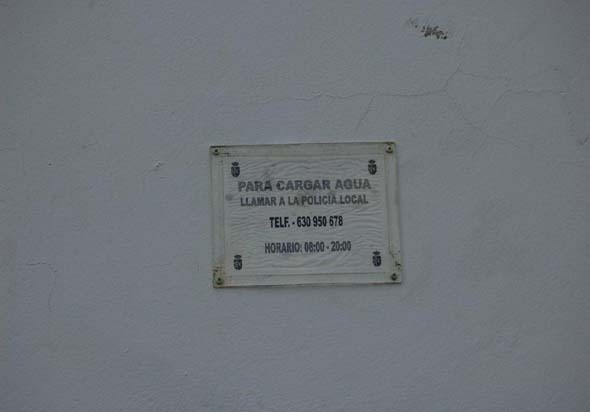 PARA CARGAR AGUA
LLAMAR A LA POLICIA LOCAL
TELF. - 630 950 678
HORARIO: 08:00 - 20:00